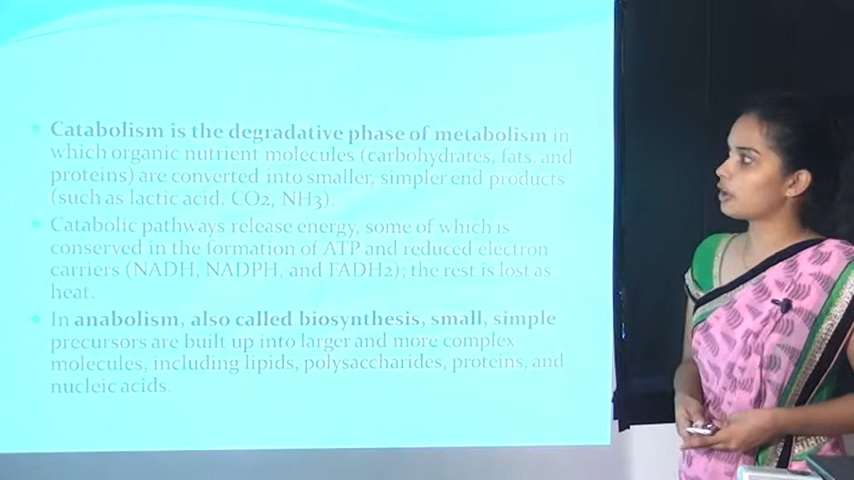 Catabolism is the degradative phase of metabolism in
which organic nutrient molecules (carbohydrates, fats, and
proteins) are converted into smaller, simpler end products
(such as lactic acid, CO2, NH3).
Catabolic pathways release energy, some of which is
conserved in the formation of ATP and reduced electron
carriers (NADH, NADPH, and FADH2); the rest is lost as
heat.
In anabolism, also called biosynthesis, small, simple
precursors are built up into larger and more complex
molecules, including lipids, polysaccharides, proteins, and
nucleic acids.